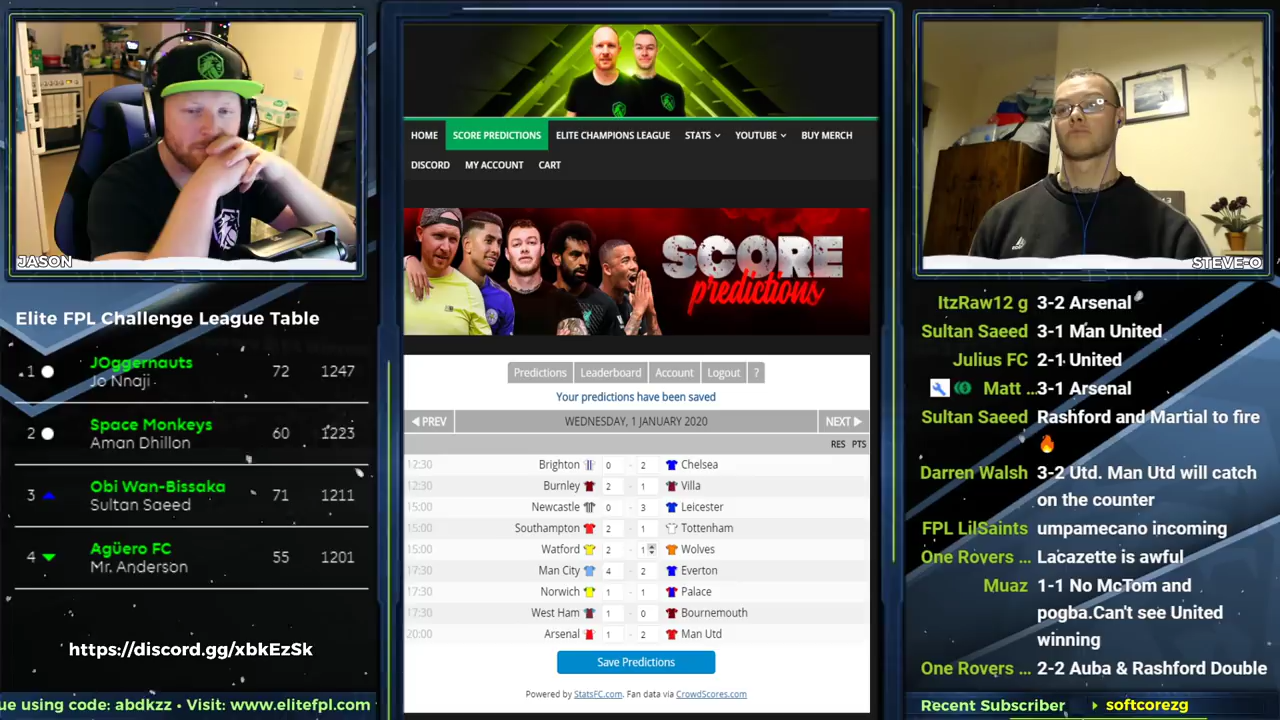 JASON
Elite FPL Challenge League Table
1 JOggernauts 72 1247
Jo Nnaji
2 Space Monkeys 60 1223
Aman Dhillon
3 Obi Wan-Bissaka 71 1211
Sultan Saeed
4 Agüero FC 55 1201
Mr. Anderson
https://discord.gg/xbkEzSk
ue using code: abdkzz • Visit: www.elitefpl.com
HOME SCORE PREDICTIONS ELITE CHAMPIONS LEAGUE STATS YOUTUBE BUY MERCH
DISCORD MY ACCOUNT CART
SCORE
predictions
Predictions Leaderboard Account Logout ?
Your predictions have been saved
PREV WEDNESDAY, 1 JANUARY 2020 NEXT
RES PTS
12:30 Brighton 0 - 2 Chelsea
12:30 Burnley 2 - 1 Villa
15:00 Newcastle 0 - 3 Leicester
15:00 Southampton 2 - 1 Tottenham
15:00 Watford 2 - 1 Wolves
17:30 Man City 4 - 2 Everton
17:30 Norwich 1 - 1 Palace
17:30 West Ham 1 - 0 Bournemouth
20:00 Arsenal 1 - 2 Man Utd
Save Predictions
Powered by StatsFC.com. Fan data via CrowdScores.com
STEVE-O
ItzRaw12 g 3-2 Arsenal
Sultan Saeed 3-1 Man United
Julius FC 2-1 United
Matt ... 3-1 Arsenal
Sultan Saeed Rashford and Martial to fire
🔥
Darren Walsh 3-2 Utd. Man Utd will catch
on the counter
FPL LilSaints umpamecano incoming
One Rovers ... Lacazette is awful
Muaz 1-1 No McTom and
pogba.Can't see United
winning
One Rovers ... 2-2 Auba & Rashford Double
Recent Subscriber softcorezg